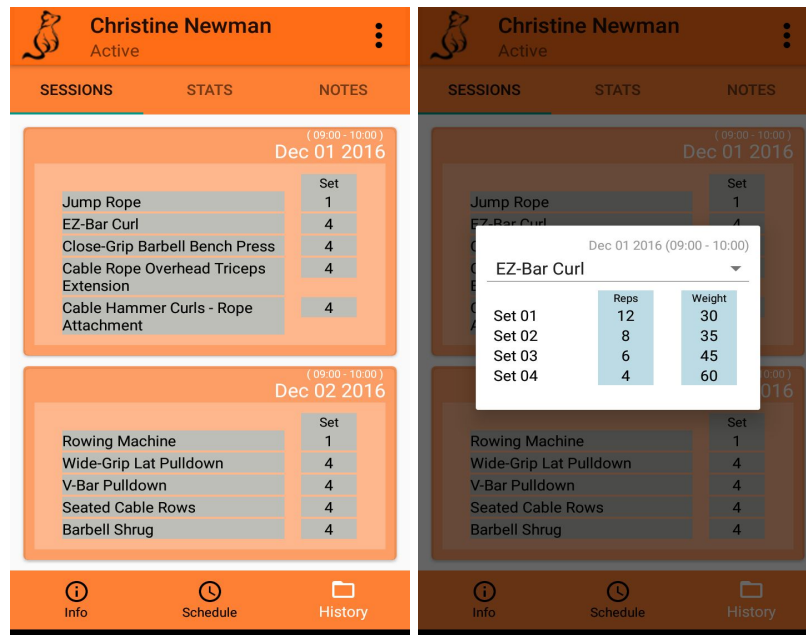 Christine Newman
Active
SESSIONS STATS NOTES
( 09:00 - 10:00 )
Dec 01 2016
Set
Jump Rope 1
EZ-Bar Curl 4
Close-Grip Barbell Bench Press 4
Cable Rope Overhead Triceps 4
Extension
Cable Hammer Curls - Rope 4
Attachment
( 09:00 - 10:00 )
Dec 02 2016
Set
Rowing Machine 1
Wide-Grip Lat Pulldown 4
V-Bar Pulldown 4
Seated Cable Rows 4
Barbell Shrug 4
Info Schedule History
Christine Newman
Active
SESSIONS STATS NOTES
( 09:00 - 10:00 )
Dec 01 2016
Set
Jump Rope 1
EZ-Bar Curl 4
Dec 01 2016 (09:00 - 10:00)
EZ-Bar Curl
Reps Weight
Set 01 12 30
Set 02 8 35
Set 03 6 45
Set 04 4 60
Set
Rowing Machine 1
Wide-Grip Lat Pulldown 4
V-Bar Pulldown 4
Seated Cable Rows 4
Barbell Shrug 4
Info Schedule History